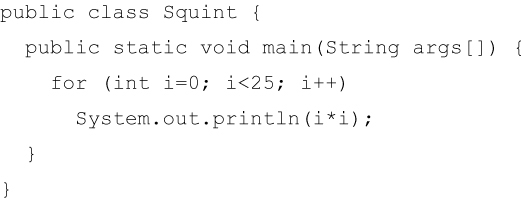 public class Squint {
  public static void main(String args[]) {
    for (int i=0; i<25; i++)
      System.out.println(i*i);
  }
}